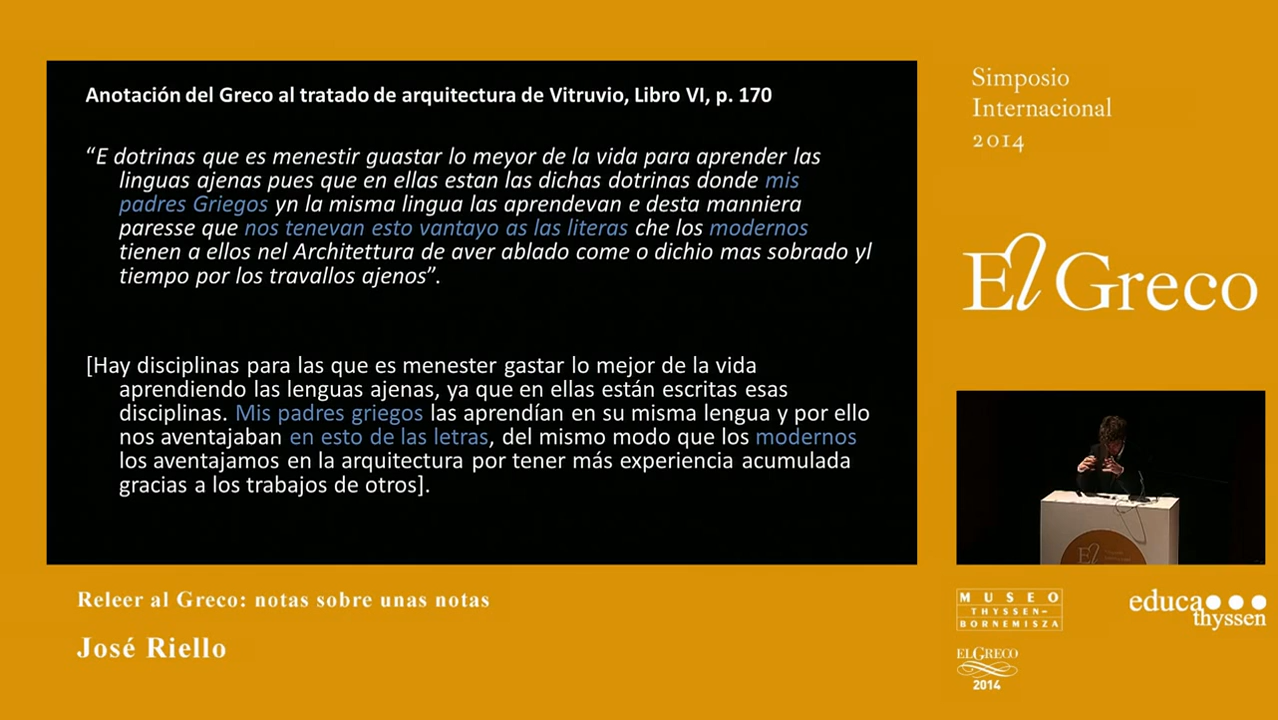 Anotación del Greco al tratado de arquitectura de Vitruvio, Libro VI, p. 170
“E dotrinas que es menestir guastar lo meyor de la vida para aprender las
linguas ajenas pues que en ellas estan las dichas dotrinas donde mis
padres Griegos yn la misma lingua las aprendevan e desta manniera
paresse que nos tenevan esto vantayo as las literas che los modernos
tienen a ellos nel Architettura de aver ablado come o dichio mas sobrado yl
tiempo por los travallos ajenos”.
[Hay disciplinas para las que es menester gastar lo mejor de la vida
aprendiendo las lenguas ajenas, ya que en ellas están escritas esas
disciplinas. Mis padres griegos las aprendían en su misma lengua y por ello
nos aventajaban en esto de las letras, del mismo modo que los modernos
los aventajamos en la arquitectura por tener más experiencia acumulada
gracias a los trabajos de otros].
Simposio
Internacional
2014
El Greco
El
Releer al Greco: notas sobre unas notas
José Riello
MUSEO
THYSSEN-
BORNEMISZA
educa
thyssen
ELGRECO
2014